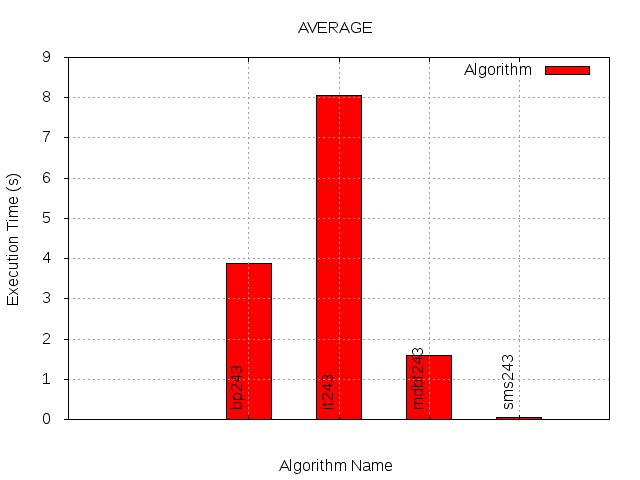 AVERAGE
Algorithm
9
8
7
6
5
4
3
2
1
0
Execution Time (s)
bp243
it243
mdbf243
sms243
Algorithm Name